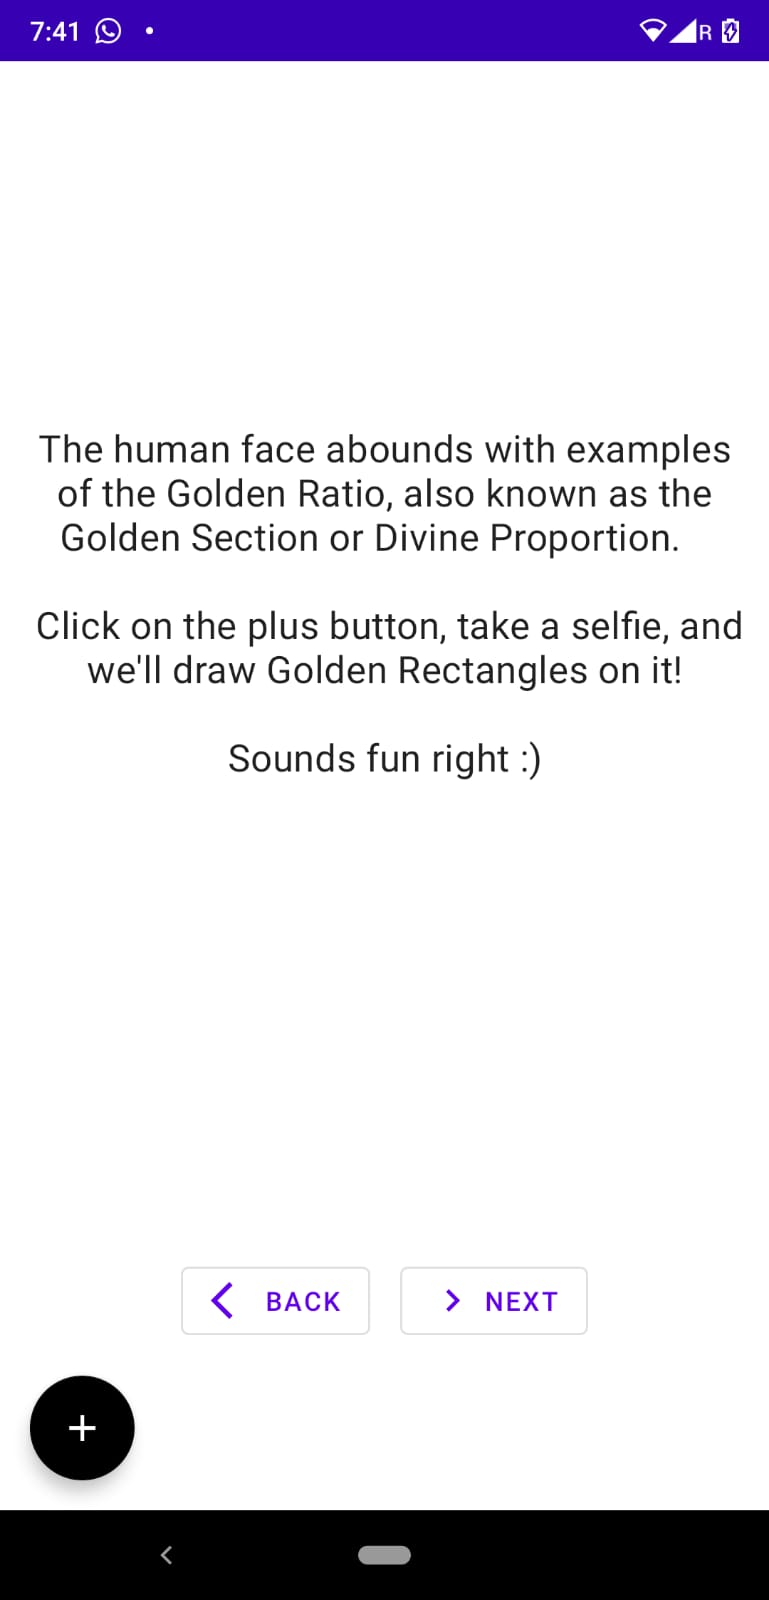 7:41
R
The human face abounds with examples
of the Golden Ratio, also known as the
Golden Section or Divine Proportion.
Click on the plus button, take a selfie, and
we'll draw Golden Rectangles on it!
Sounds fun right :)
BACK
NEXT
+